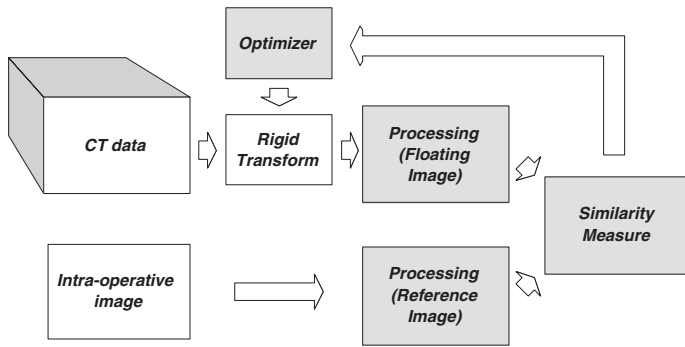 Optimizer
CT data
Rigid
Transform
Processing
(Floating
Image)
Similarity
Measure
Intra-operative
image
Processing
(Reference
Image)